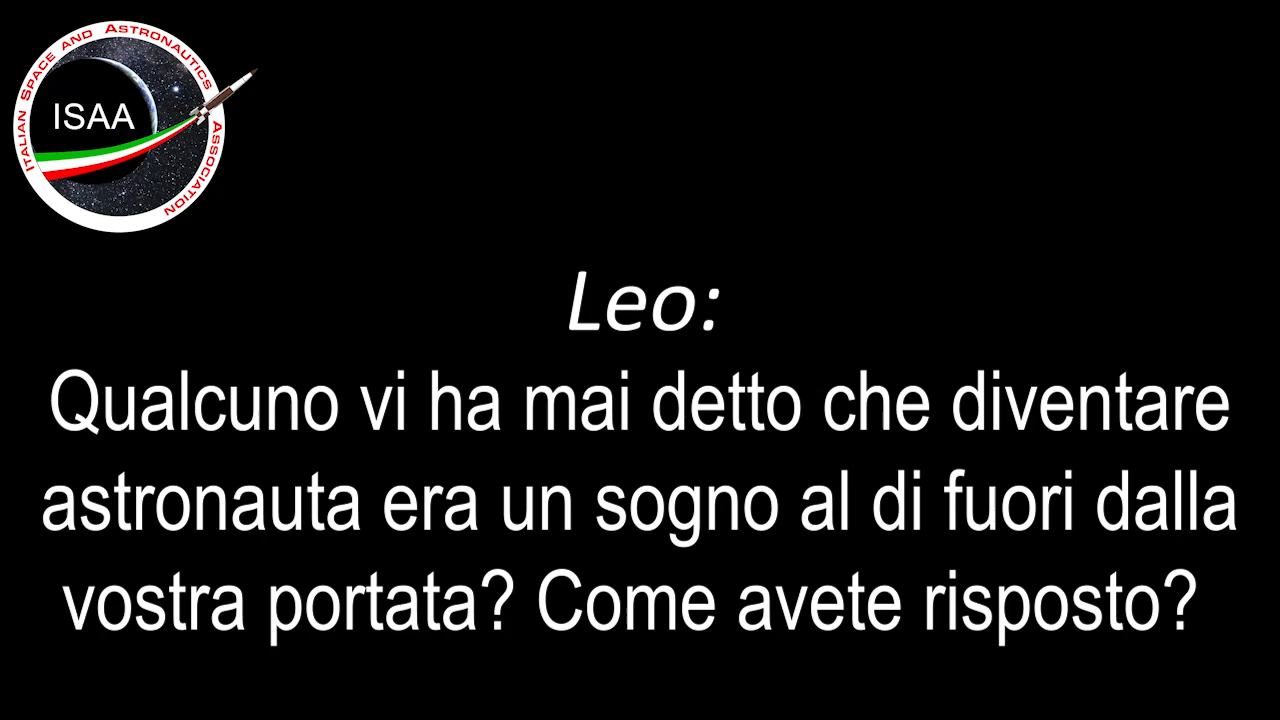 ITALIAN SPACE AND ASTRONAUTICS ASSOCIATION
ISAA
Leo:
Qualcuno vi ha mai detto che diventare
astronauta era un sogno al di fuori dalla
vostra portata? Come avete risposto?